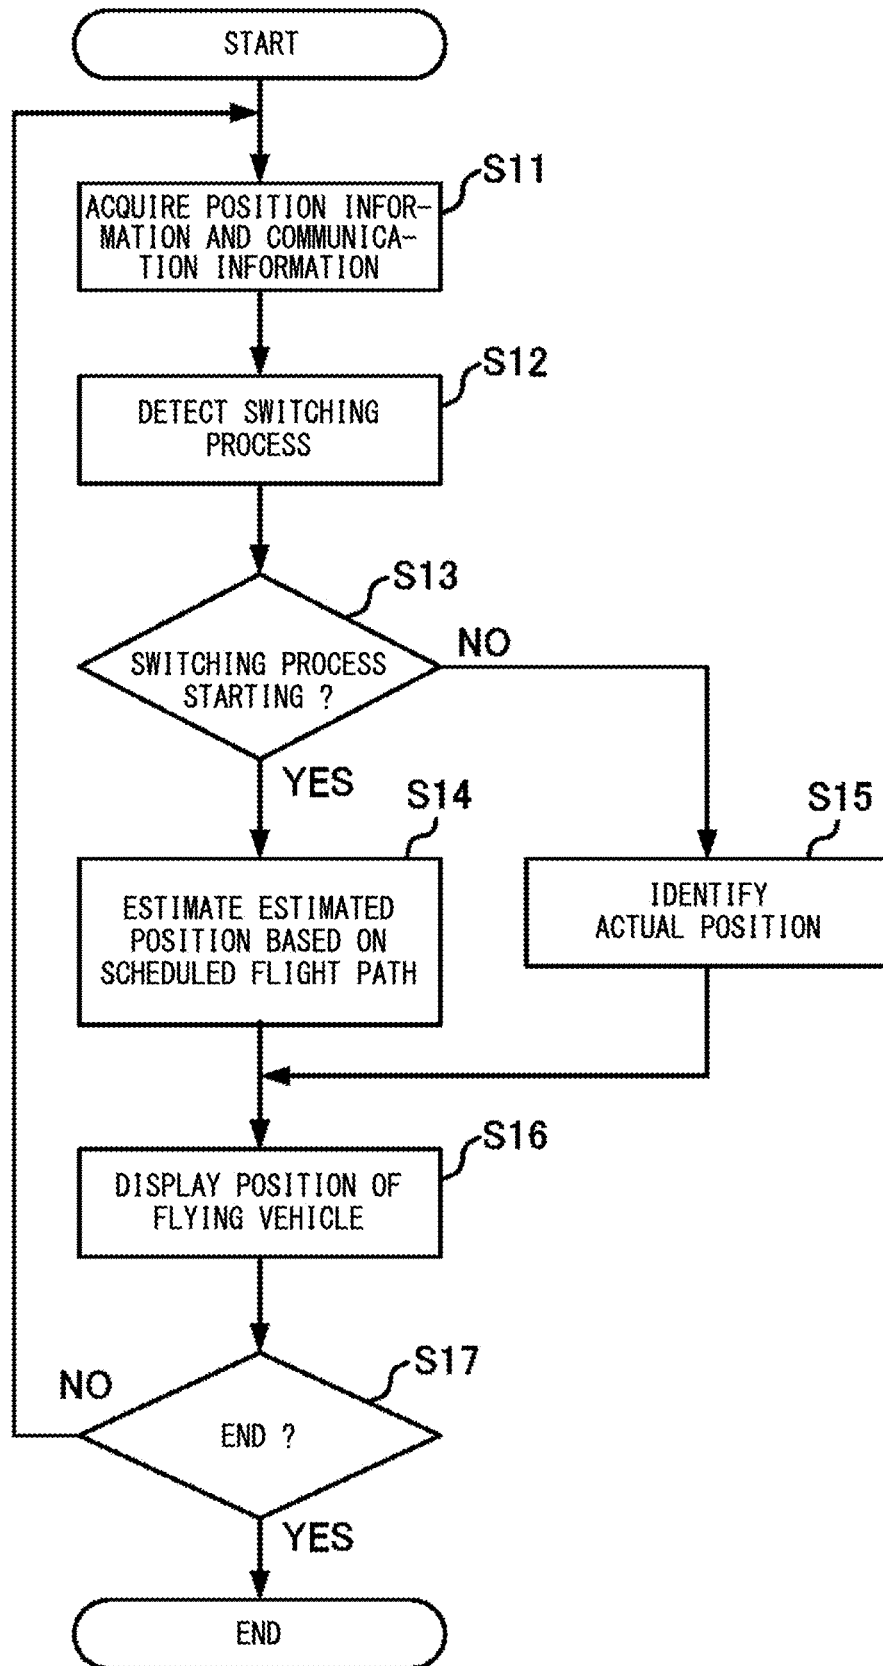 START
S11
ACQUIRE POSITION INFOR-
MATION AND COMMUNICA-
TION INFORMATION
S12
DETECT SWITCHING
PROCESS
S13
SWITCHING PROCESS
STARTING ?
NO
YES
S14
ESTIMATE ESTIMATED
POSITION BASED ON
SCHEDULED FLIGHT PATH
S15
IDENTIFY
ACTUAL POSITION
S16
DISPLAY POSITION OF
FLYING VEHICLE
S17
END ?
NO
YES
END